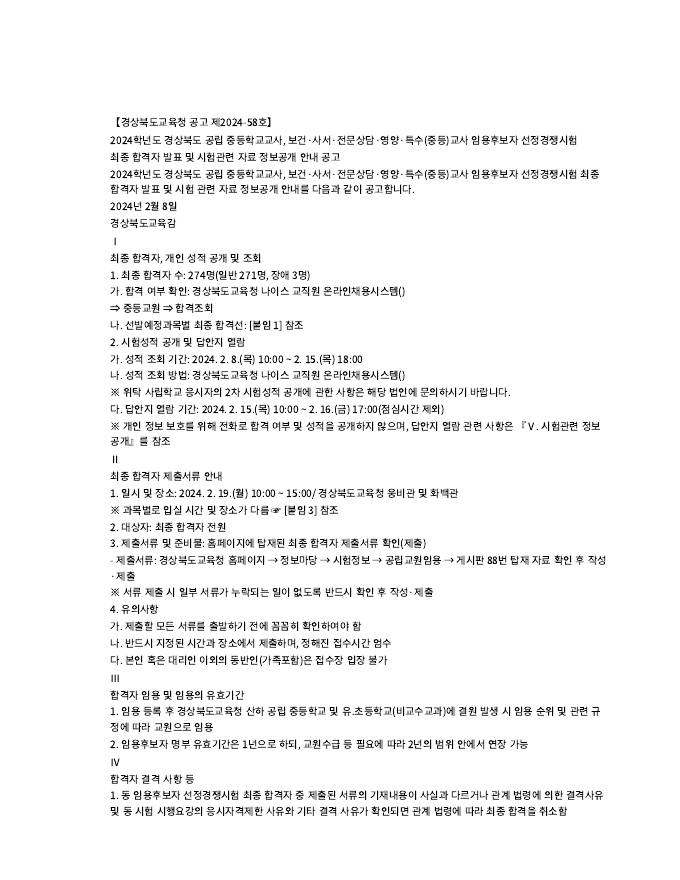 【경상북도교육청 공고 제2024-58호】
2024학년도 경상북도 공립 중등학교교사, 보건·사서·전문상담·영양·특수(중등)교사 임용후보자 선정경쟁시험
최종 합격자 발표 및 시험관련 자료 정보공개 안내 공고
2024학년도 경상북도 공립 중등학교교사, 보건·사서·전문상담·영양·특수(중등)교사 임용후보자 선정경쟁시험 최종
합격자 발표 및 시험 관련 자료 정보공개 안내를 다음과 같이 공고합니다.
2024년 2월 8일
경상북도교육감
Ⅰ
최종 합격자, 개인 성적 공개 및 조회
1. 최종 합격자 수: 274명(일반 271명, 장애 3명)
가. 합격 여부 확인: 경상북도교육청 나이스 교직원 온라인채용시스템()
⇒ 중등교원 ⇒ 합격조회
나. 선발예정과목별 최종 합격선: [붙임 1] 참조
2. 시험성적 공개 및 답안지 열람
가. 성적 조회 기간: 2024. 2. 8.(목) 10:00 ~ 2. 15.(목) 18:00
나. 성적 조회 방법: 경상북도교육청 나이스 교직원 온라인채용시스템()
※ 위탁 사립학교 응시자의 2차 시험성적 공개에 관한 사항은 해당 법인에 문의하시기 바랍니다.
다. 답안지 열람 기간: 2024. 2. 15.(목) 10:00 ~ 2. 16.(금) 17:00(점심시간 제외)
※ 개인 정보 보호를 위해 전화로 합격 여부 및 성적을 공개하지 않으며, 답안지 열람 관련 사항은 『Ⅴ. 시험관련 정보
공개』를 참조
Ⅱ
최종 합격자 제출서류 안내
1. 일시 및 장소: 2024. 2. 19.(월) 10:00 ~ 15:00/ 경상북도교육청 웅비관 및 화백관
※ 과목별로 입실 시간 및 장소가 다름☞ [붙임 3] 참조
2. 대상자: 최종 합격자 전원
3. 제출서류 및 준비물: 홈페이지에 탑재된 최종 합격자 제출서류 확인(제출)
- 제출서류: 경상북도교육청 홈페이지 → 정보마당 → 시험정보 → 공립교원임용 → 게시판 88번 탑재 자료 확인 후 작성
·제출
※ 서류 제출 시 일부 서류가 누락되는 일이 없도록 반드시 확인 후 작성·제출
4. 유의사항
가. 제출할 모든 서류를 출발하기 전에 꼼꼼히 확인하여야 함
나. 반드시 지정된 시간과 장소에서 제출하며, 정해진 접수시간 엄수
다. 본인 혹은 대리인 이외의 동반인(가족포함)은 접수장 입장 불가
Ⅲ
합격자 임용 및 임용의 유효기간
1. 임용 등록 후 경상북도교육청 산하 공립 중등학교 및 유.초등학교(비교수교과)에 결원 발생 시 임용 순위 및 관련 규
정에 따라 교원으로 임용
2. 임용후보자 명부 유효기간은 1년으로 하되, 교원수급 등 필요에 따라 2년의 범위 안에서 연장 가능
Ⅳ
합격자 결격 사항 등
1. 동 임용후보자 선정경쟁시험 최종 합격자 중 제출된 서류의 기재내용이 사실과 다르거나 관계 법령에 의한 결격사유
및 동 시험 시행요강의 응시자격제한 사유와 기타 결격 사유가 확인되면 관계 법령에 따라 최종 합격을 취소함